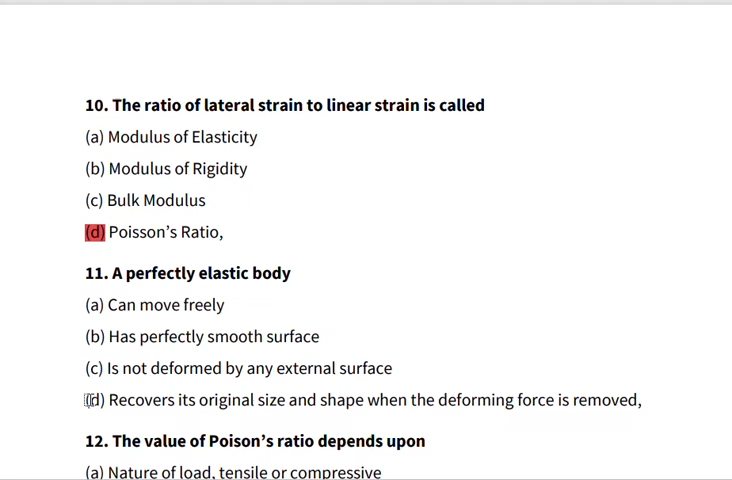 10. The ratio of lateral strain to linear strain is called
(a) Modulus of Elasticity
(b) Modulus of Rigidity
(c) Bulk Modulus
(d) Poisson’s Ratio,
11. A perfectly elastic body
(a) Can move freely
(b) Has perfectly smooth surface
(c) Is not deformed by any external surface
(d) Recovers its original size and shape when the deforming force is removed,
12. The value of Poison’s ratio depends upon
(a) Nature of load, tensile or compressive